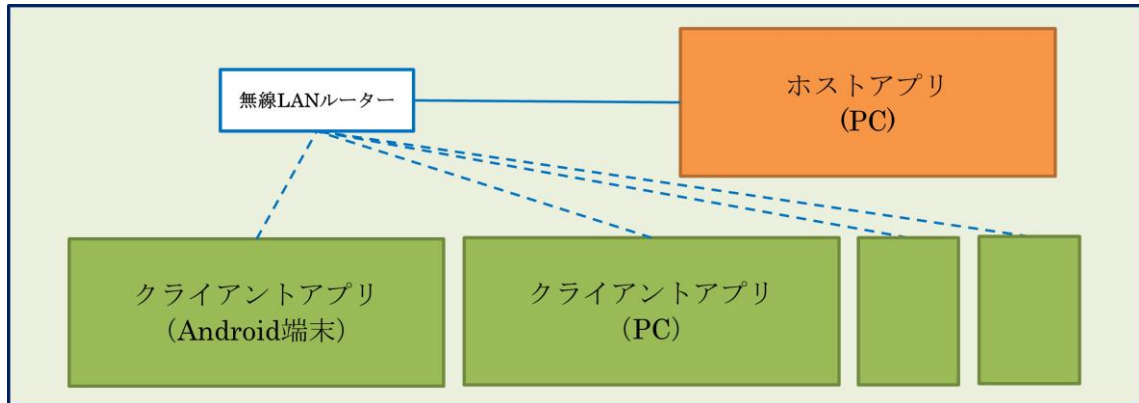 無線LANルーター
ホストアプリ
(PC)
クライアントアプリ
（Android端末）
クライアントアプリ
（PC）